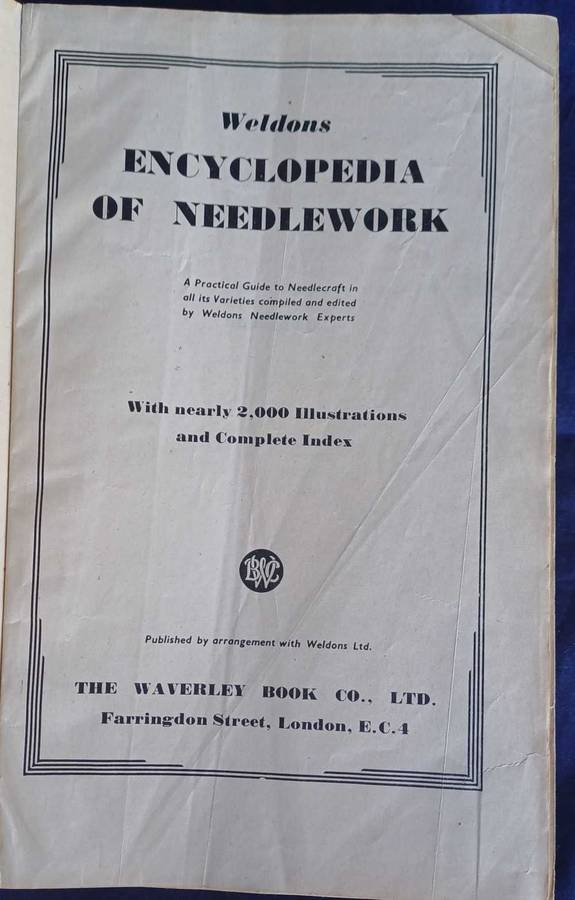 Weldons
ENCYCLOPEDIA
OF NEEDLEWORK
A Practical Guide to Needlecraft in
all its Varieties compiled and edited
by Weldons Needlework Experts
With nearly 2,000 Illustrations
and Complete Index
WBC
Published by arrangement with Weldons Ltd.
THE WAVERLEY BOOK CO., LTD.
Farringdon Street, London, E.C.4